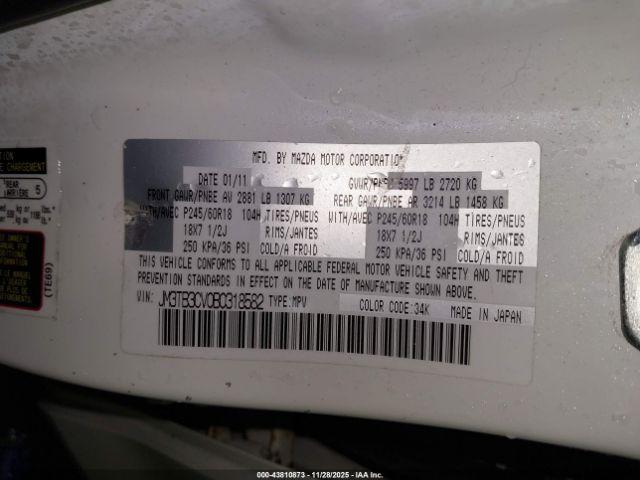 MFD. BY MAZDA MOTOR CORPORATION
DATE 01/11
GVWR/PNBV 5997 LB 2720 KG
FRONT GAWR/PNBE AV 2881 LB 1307 KG
REAR GAWR/PNBE AR 3214 LB 1458 KG
WITH/AVEC P245/60R18 104H TIRES/PNEUS
WITH/AVEC P245/60R18 104H TIRES/PNEUS
18X7 1/2J RIMS/JANTES
18X7 1/2J RIMS/JANTES
250 KPA/36 PSI COLD/A FROID
250 KPA/36 PSI COLD/A FROID
THIS VEHICLE CONFORMS TO ALL APPLICABLE FEDERAL MOTOR VEHICLE SAFETY AND THEFT
PREVENTION STANDARDS IN EFFECT ON THE DATE OF MANUFACTURE SHOWN ABOVE.
VIN: JM3TB3CV0B0318582 TYPE:MPV
COLOR CODE: 34K MADE IN JAPAN
CHARGEMENT
REAR
ARRIERE 5
(TE69)
000-43810873 - 11/28/2025 - IAA Inc.